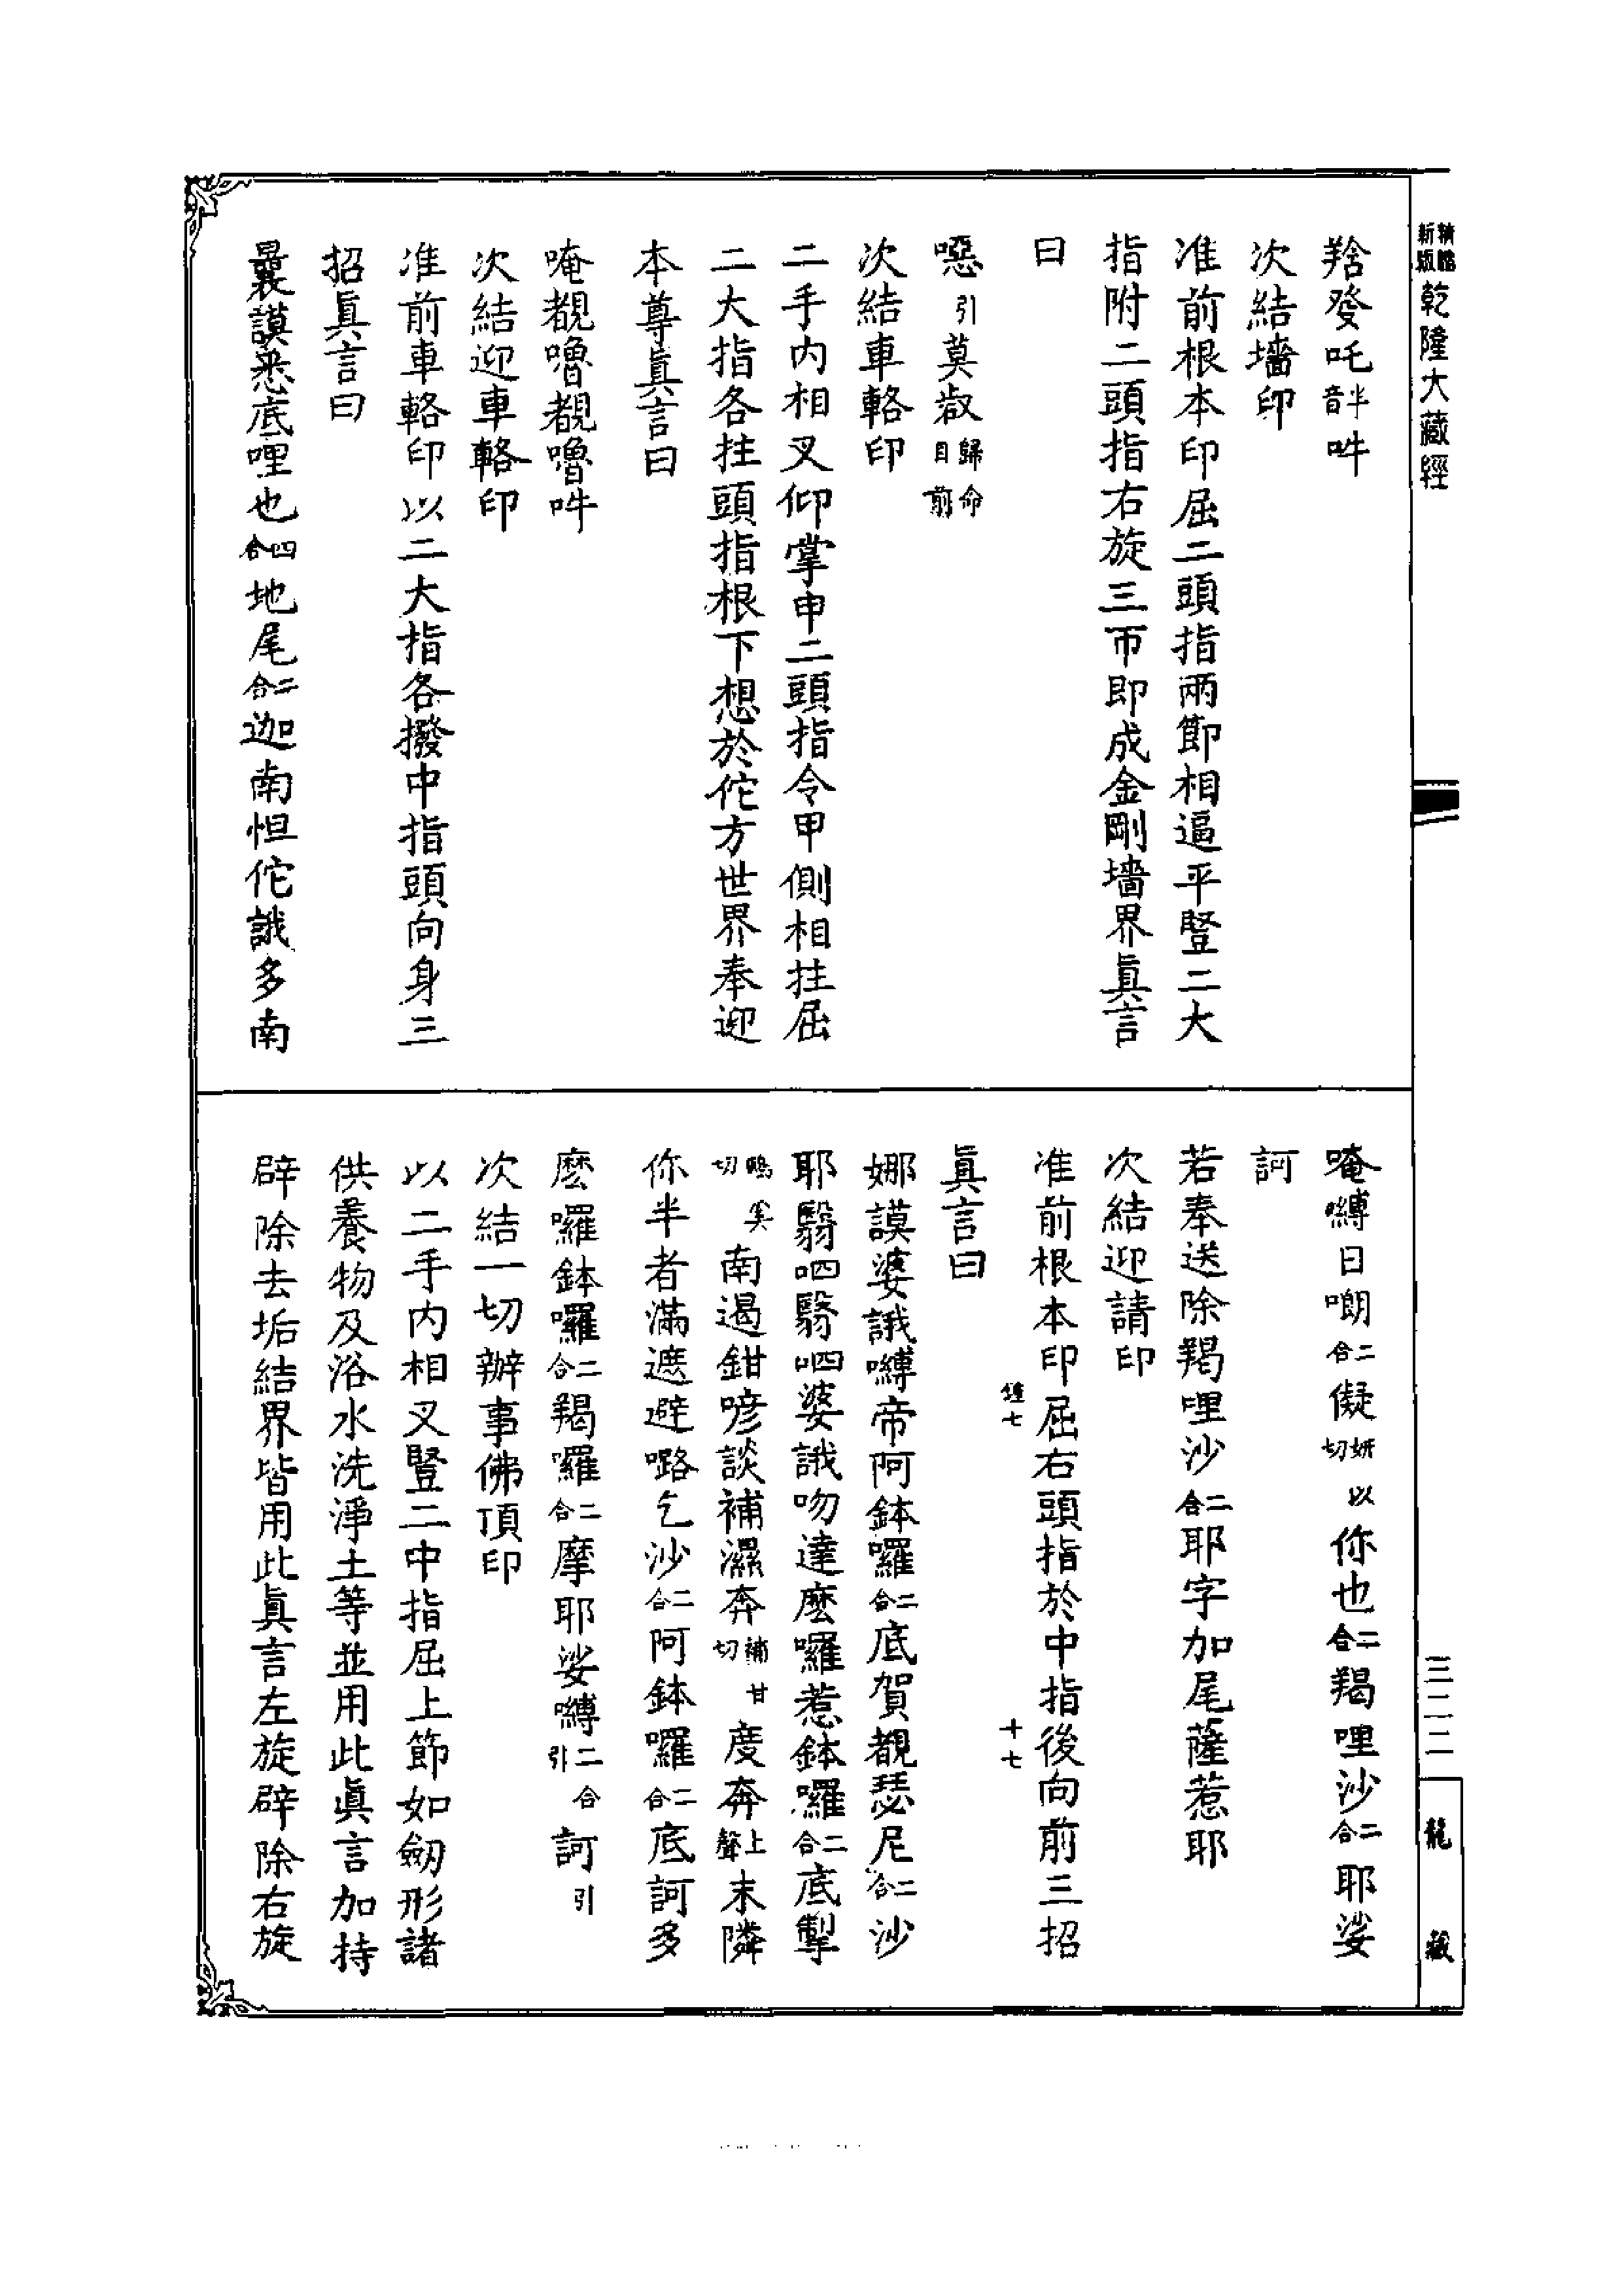 新版
乾隆大藏經
羚發吒半音吽
次結墻印
准前根本印屈二頭指兩節相逼平豎二大
指附二頭指右旋三帀即成金剛墻界眞言
曰
噁引莫㪍歸命同前
次結車輅印
二手內相叉仰掌申二頭指令甲側相拄屈
二大指各拄頭指根下想於佗方世界奉迎
本尊眞言曰
唵覩嚕覩嚕吽
次結迎車輅印
准前車輅印以二大指各撥中指頭向身三
招眞言曰
曩謨悉底哩也四合地尾二合迦南怛佗誐多南
唵嚩日囉二合儗妍以切你也二合羯哩沙二合耶娑
訶
若奉送除羯哩沙二合耶字加尾薩惹耶
次結迎請印
准前根本印屈右頭指於中指後向前三招
七
十七
眞言曰
娜謨婆誐嚩帝阿鉢囉二合底賀覩瑟尼二合沙
耶翳呬翳呬婆誐吻達麽囉惹鉢囉二合底掣
鵶奚切南遏鉗喭談補濕奔補甘切度奔上聲末隣
你半者滿遮避㗨乞沙二合阿鉢囉二合底訶多
麽囉鉢囉二合羯囉二合摩耶娑嚩二合引訶引
次結一切辦事佛頂印
以二手內相叉豎二中指屈上節如劒形諸
供養物及浴水洗淨土等並用此眞言加持
辟除去垢結界皆用此眞言左旋辟除右旋
三二二
龍藏